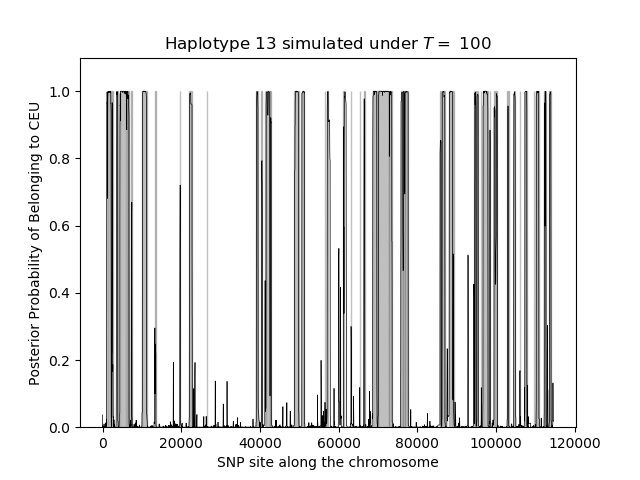 Haplotype 13 simulated under T = 100
Posterior Probability of Belonging to CEU
1.0
0.8
0.6
0.4
0.2
0.0
0 20000 40000 60000 80000 100000 120000
SNP site along the chromosome